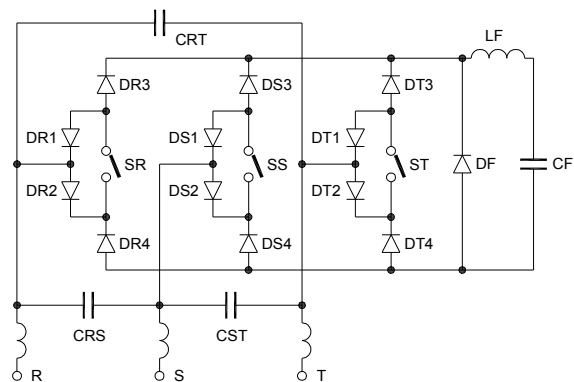 CRT
LF
DR3
DS3
DT3
DR1
SR
DS1
SS
DT1
ST
DF
CF
DR2
DS2
DT2
DR4
DS4
DT4
CRS
CST
R
S
T